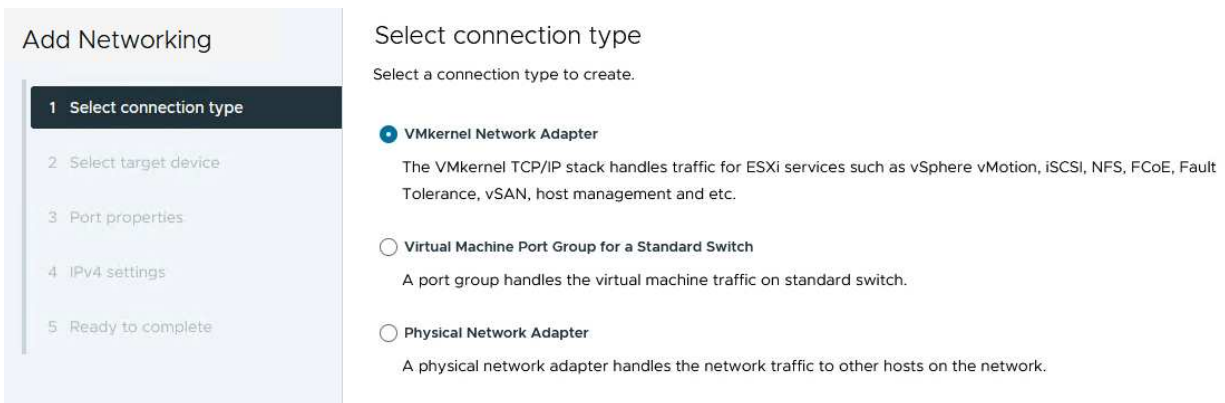 Add Networking
1 Select connection type
2 Select target device
3 Port properties
4 IPv4 settings
5 Ready to complete
Select connection type
Select a connection type to create.
VMkernel Network Adapter
The VMkernel TCP/IP stack handles traffic for ESXi services such as vSphere vMotion, iSCSI, NFS, FCoE, Fault
Tolerance, vSAN, host management and etc.
Virtual Machine Port Group for a Standard Switch
A port group handles the virtual machine traffic on standard switch.
Physical Network Adapter
A physical network adapter handles the network traffic to other hosts on the network.